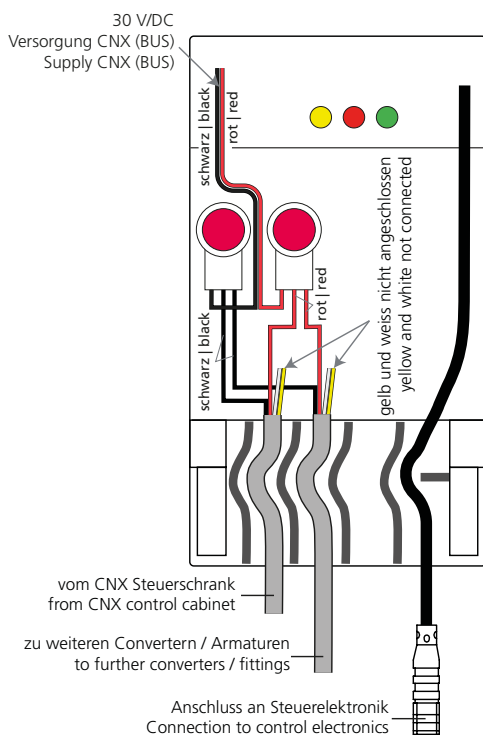 30 V/DC
Versorgung CNX (BUS)
Supply CNX (BUS)
schwarz | black
rot | red
gelb und weiss nicht angeschlossen
yellow and white not connected
rot | red
schwarz | black
vom CNX Steuerschrank
from CNX control cabinet
zu weiteren Convertern / Armaturen
to further converters / fittings
Anschluss an Steuerelektronik
Connection to control electronics